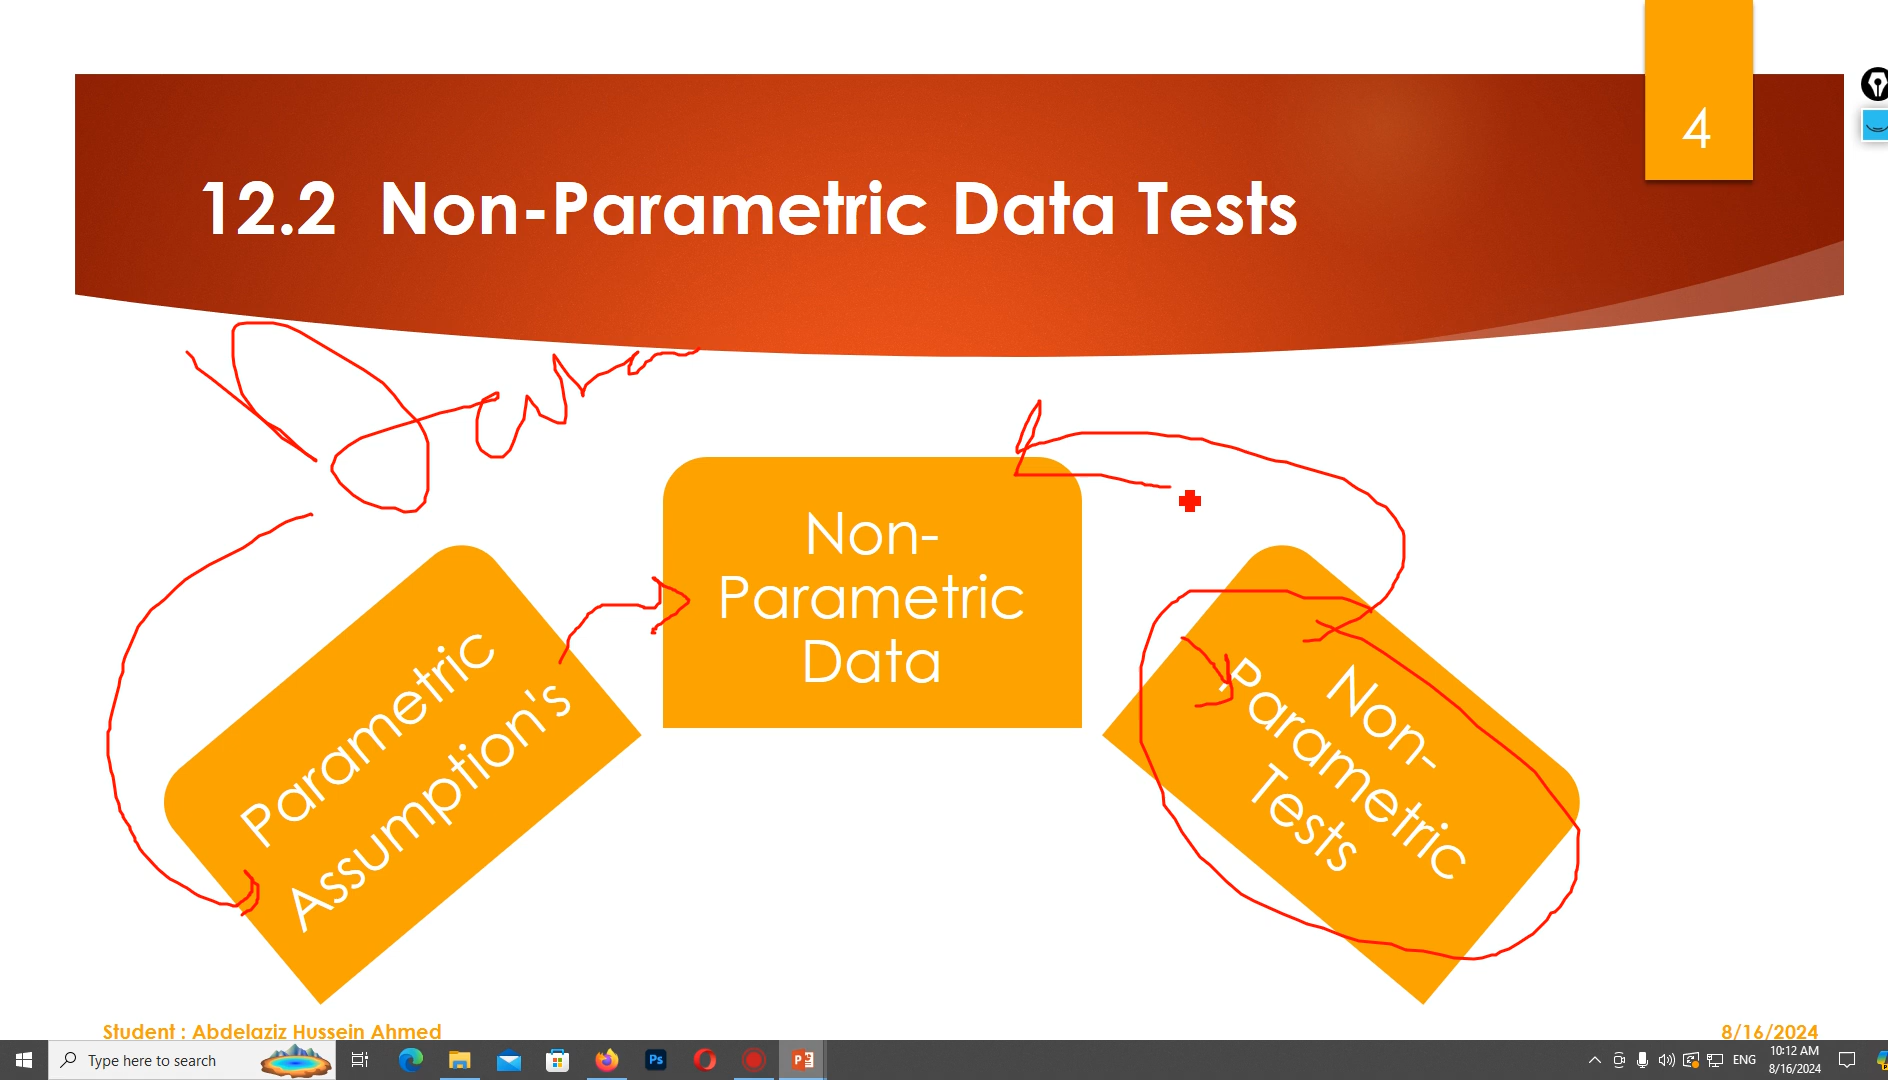 4
12.2 Non-Parametric Data Tests
Parametric
Assumption's
Non-
Parametric
Data
Non-
Parametric
Tests
Student : Abdelaziz Hussein Ahmed
8/16/2024
Type here to search
Ps
ENG
10:12 AM
8/16/2024